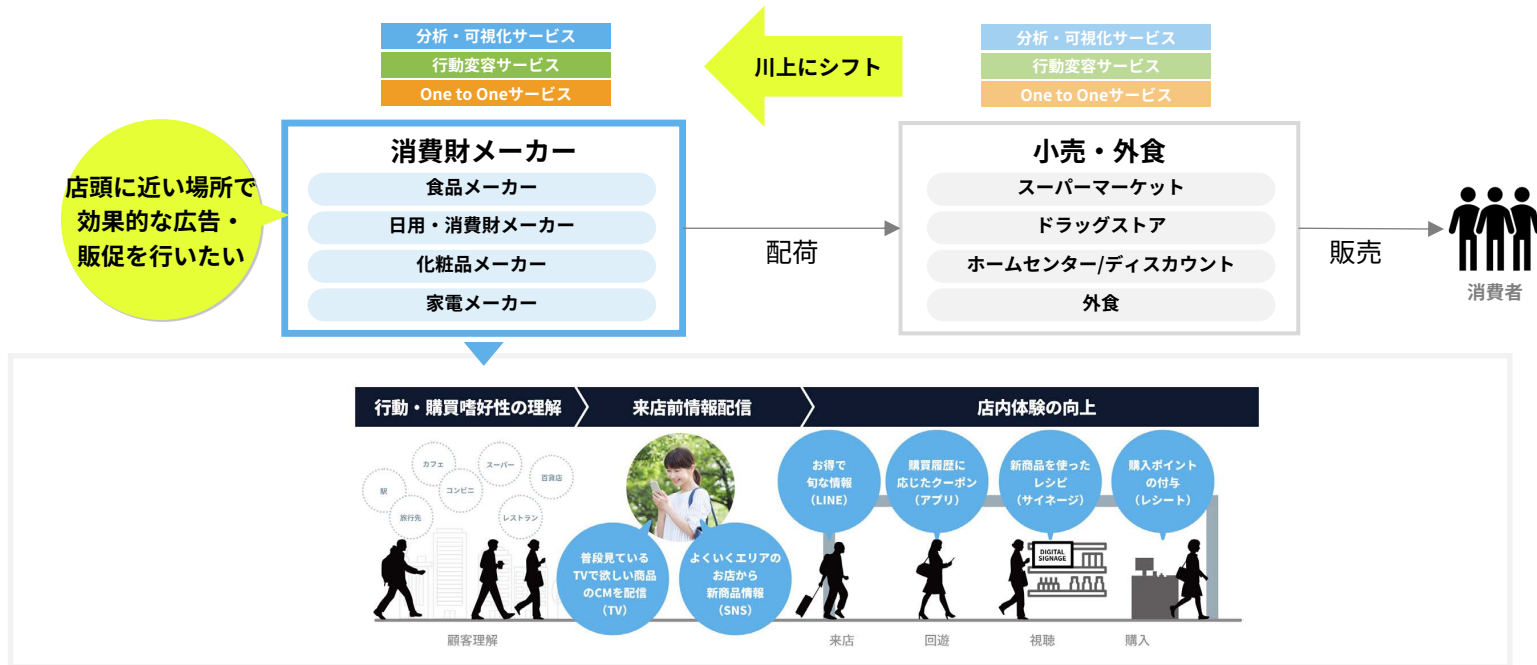 分析・可視化サービス
行動変容サービス
One to Oneサービス
川上にシフト
分析・可視化サービス
行動変容サービス
One to Oneサービス
店頭に近い場所で
効果的な広告・
販促を行いたい
消費財メーカー
食品メーカー
日用・消費財メーカー
化粧品メーカー
家電メーカー
配荷
小売・外食
スーパーマーケット
ドラッグストア
ホームセンター/ディスカウント
外食
販売
消費者
行動・購買嗜好性の理解
来店前情報配信
店内体験の向上
カフェ
スーパー
百貨店
駅
コンビニ
旅行先
レストラン
普段見ている
TVで欲しい商品
のCMを配信
（TV）
よくいくエリアの
お店から
新商品情報
（SNS）
お得で
旬な情報
（LINE）
購買履歴に
応じたクーポン
（アプリ）
新商品を使った
レシピ
（サイネージ）
購入ポイント
の付与
（レシート）
DIGITAL
SIGNAGE
顧客理解
来店
回遊
視聴
購入